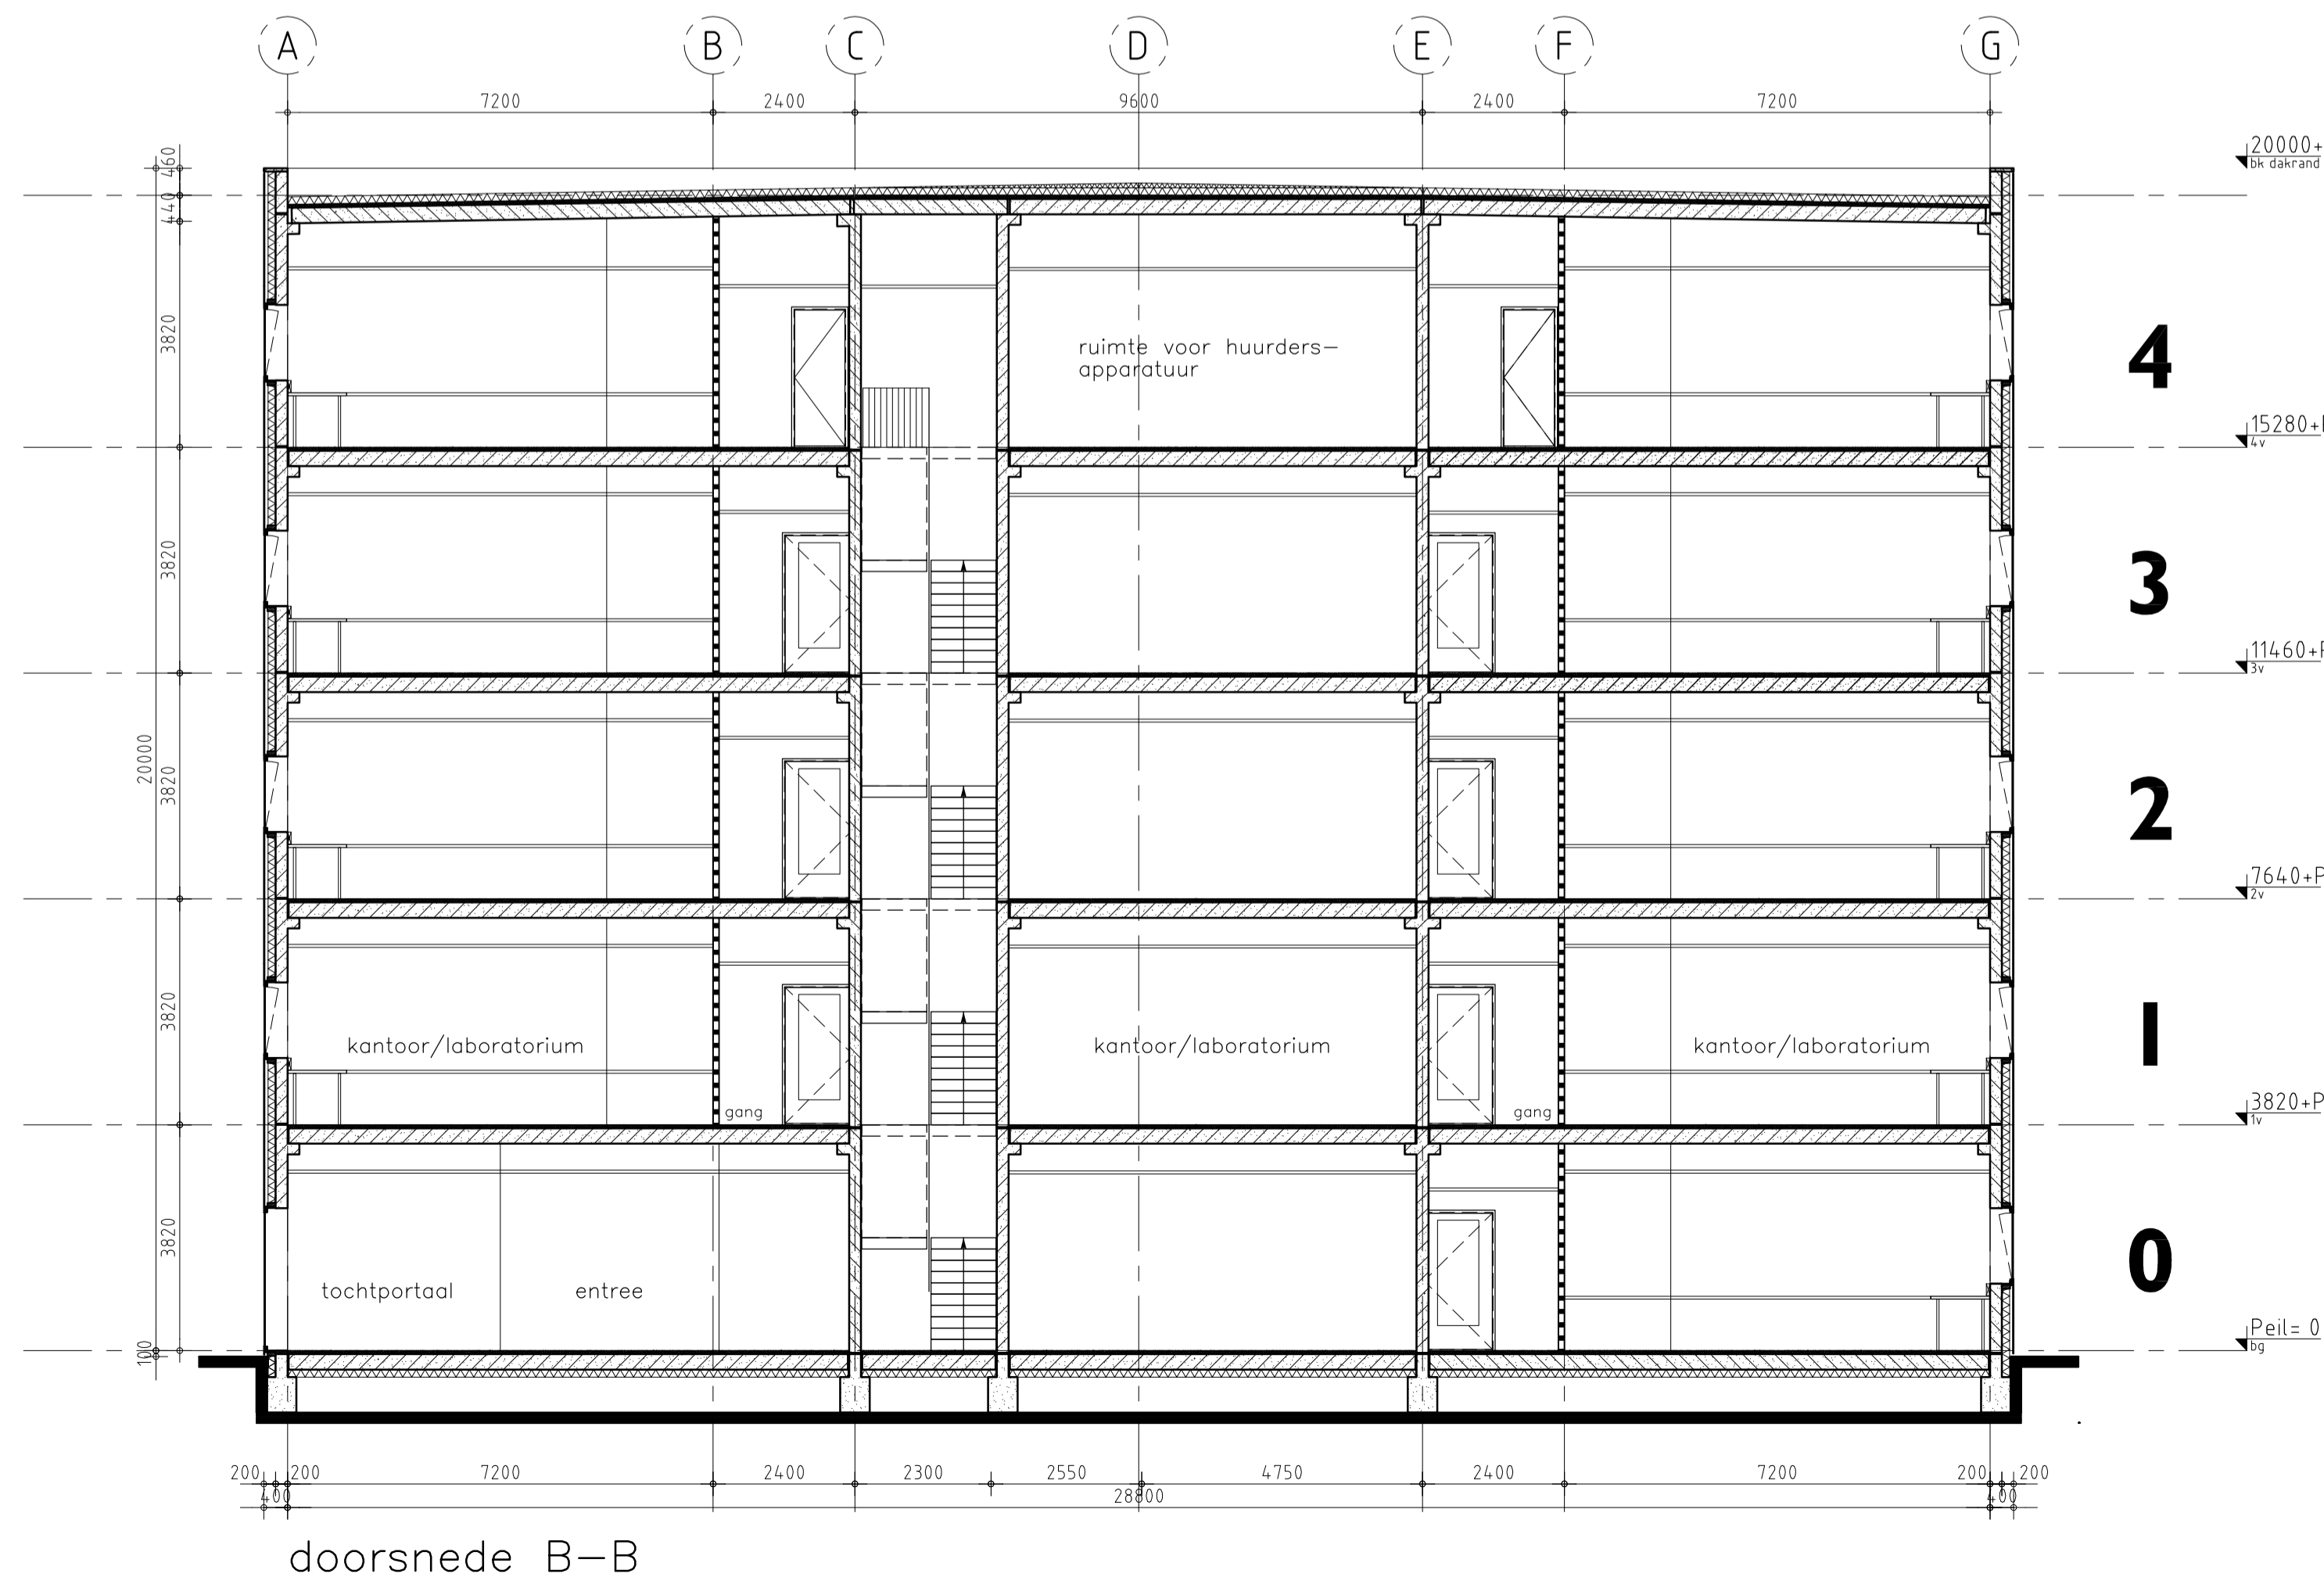 A B C D E F G
7200 2400 9600 2400 7200
460
20000+
bk dakrand
440
3820
ruimte voor huurders-
apparatuur
4
15280+
4v
3820
3
11460+P
3v
20000
3820
2
7640+P
2v
3820
kantoor/laboratorium kantoor/laboratorium kantoor/laboratorium
1
gang gang
3820+P
1v
3820
tochtportaal entree
0
Peil= 0
bg
100
200 200 7200 2400 2300 2550 4750 2400 7200 200 200
400 28800 400
doorsnede B-B